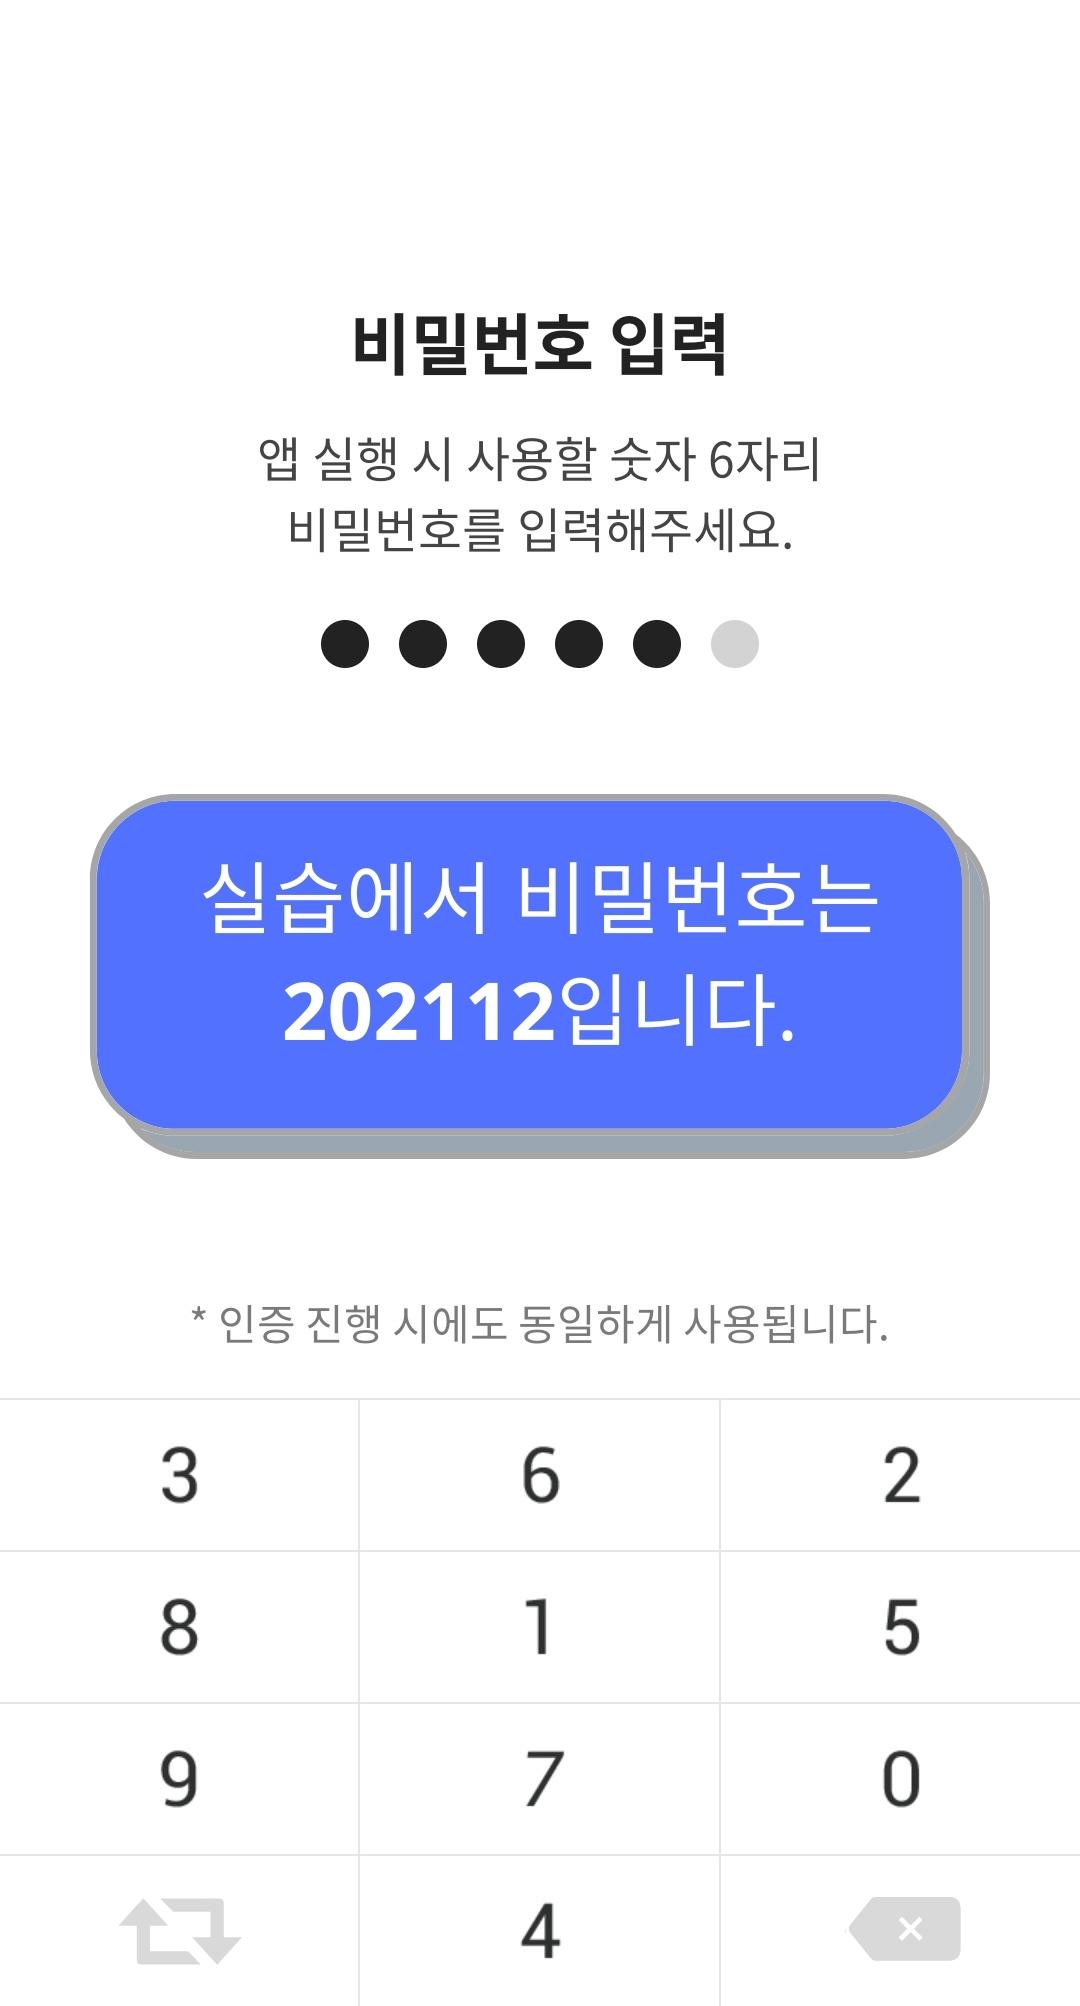 비밀번호 입력
앱 실행 시 사용할 숫자 6자리
비밀번호를 입력해주세요.
실습에서 비밀번호는
202112입니다.
* 인증 진행 시에도 동일하게 사용됩니다.
3 6 2
8 1 5
9 7 0
4